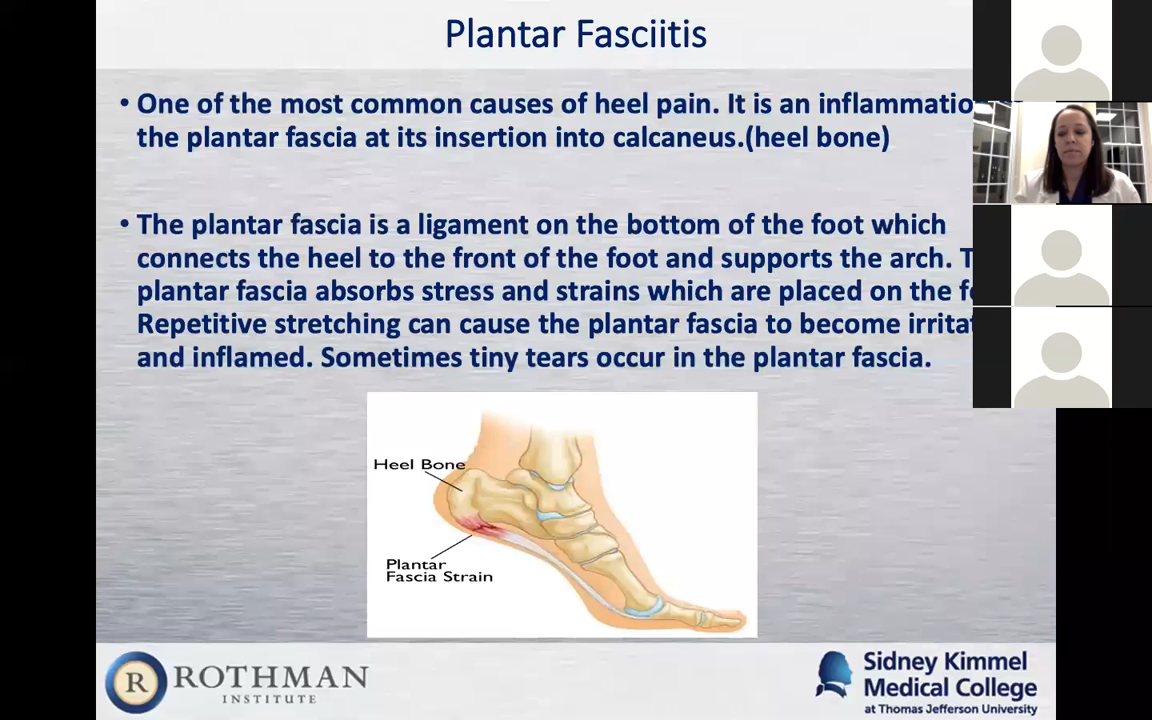 Plantar Fasciitis
• One of the most common causes of heel pain. It is an inflammatio
the plantar fascia at its insertion into calcaneus.(heel bone)
• The plantar fascia is a ligament on the bottom of the foot which
connects the heel to the front of the foot and supports the arch. T
plantar fascia absorbs stress and strains which are placed on the fo
Repetitive stretching can cause the plantar fascia to become irritat
and inflamed. Sometimes tiny tears occur in the plantar fascia.
Heel Bone
Plantar
Fascia Strain
R ROTHMAN
INSTITUTE
Sidney Kimmel
Medical College
at Thomas Jefferson University